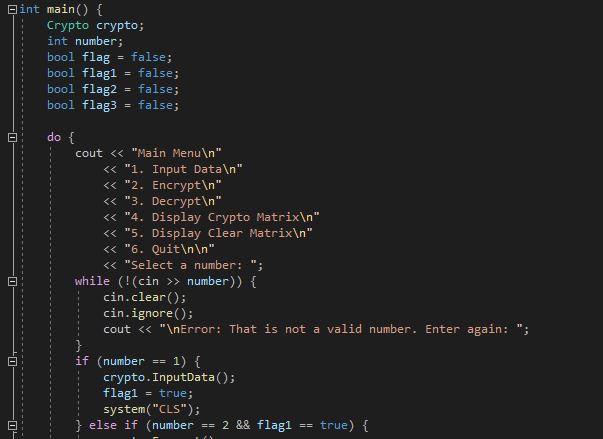 int main() {
Crypto crypto;
int number;
bool flag = false;
bool flag1 = false;
bool flag2 = false;
bool flag3 = false;
do {
cout << "Main Menu\n"
<< "1. Input Data\n"
<< "2. Encrypt\n"
<< "3. Decrypt\n"
<< "4. Display Crypto Matrix\n"
<< "5. Display Clear Matrix\n"
<< "6. Quit\n\n"
<< "Select a number: ";
while (!(cin >> number)) {
cin.clear();
cin.ignore();
cout << "\nError: That is not a valid number. Enter again: ";
}
if (number == 1) {
crypto.InputData();
flag1 = true;
system("CLS");
} else if (number == 2 && flag1 == true) {